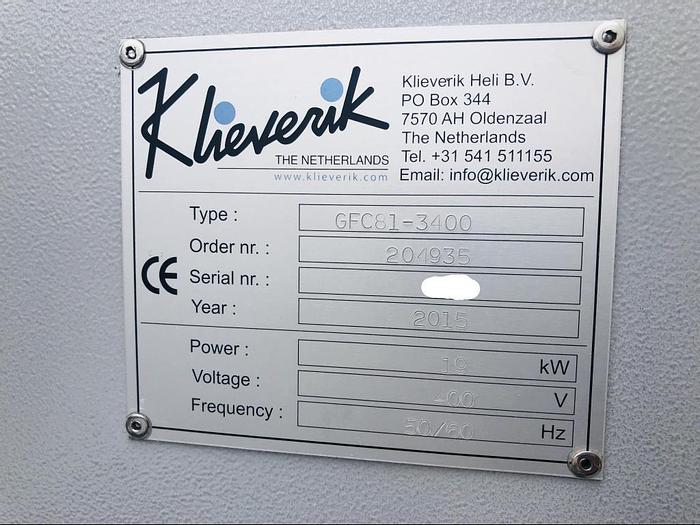 Klieverik
THE NETHERLANDS
www.klieverik.com
Klieverik Heli B.V.
PO Box 344
7570 AH Oldenzaal
The Netherlands
Tel. +31 541 511155
Email: info@klieverik.com
CE
Type : GFC81-3400
Order nr. : 204935
Serial nr. :
Year : 2015
Power : 19 kW
Voltage : 400 V
Frequency : 50/60 Hz